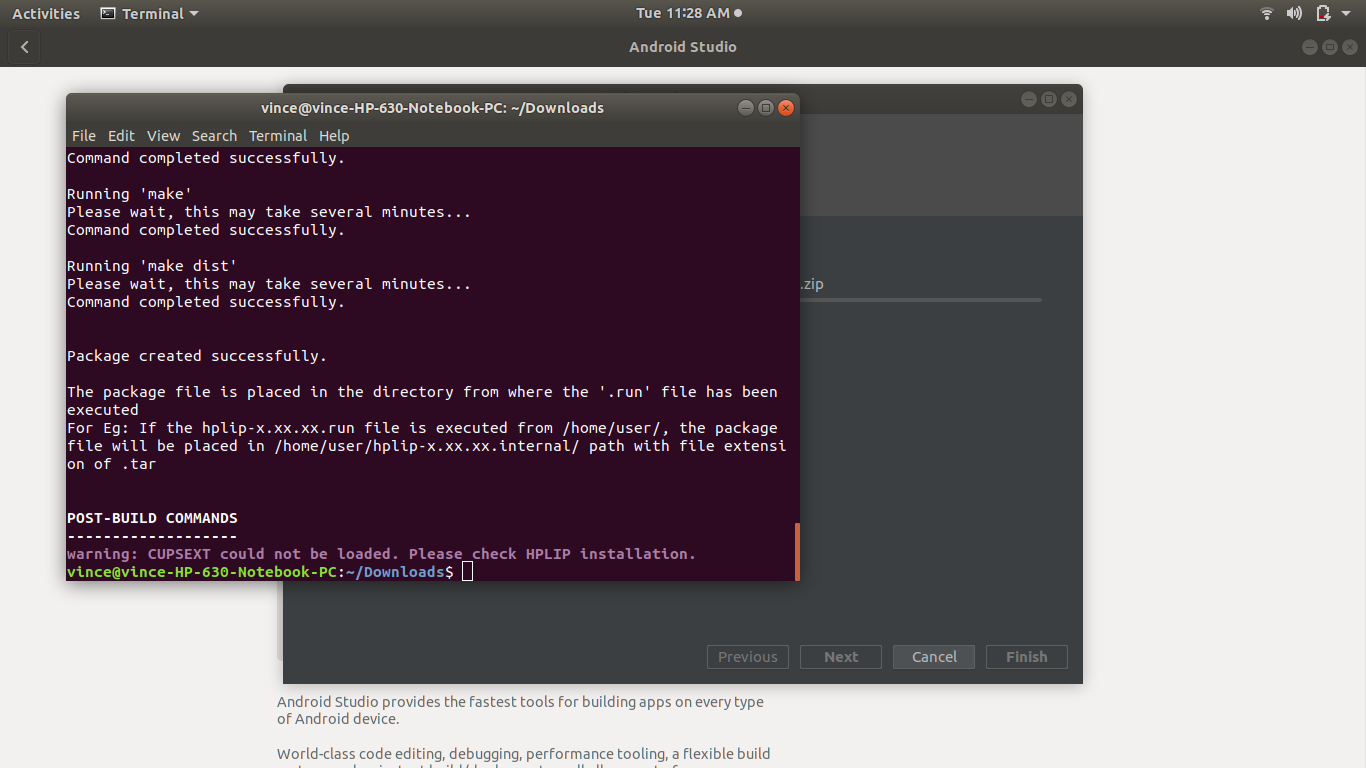 Activities
Terminal
Tue 11:28 AM
Android Studio
vince@vince-HP-630-Notebook-PC: ~/Downloads
File Edit View Search Terminal Help
Command completed successfully.
Running 'make'
Please wait, this may take several minutes...
Command completed successfully.
Running 'make dist'
Please wait, this may take several minutes...
Command completed successfully.
Package created successfully.
The package file is placed in the directory from where the '.run' file has been
executed
For Eg: If the hplip-x.xx.xx.run file is executed from /home/user/, the package
file will be placed in /home/user/hplip-x.xx.xx.internal/ path with file extensi
on of .tar
POST-BUILD COMMANDS
-------------------
warning: CUPSEXT could not be loaded. Please check HPLIP installation.
vince@vince-HP-630-Notebook-PC:~/Downloads$
.zip
Previous
Next
Cancel
Finish
Android Studio provides the fastest tools for building apps on every type
of Android device.
World-class code editing, debugging, performance tooling, a flexible build